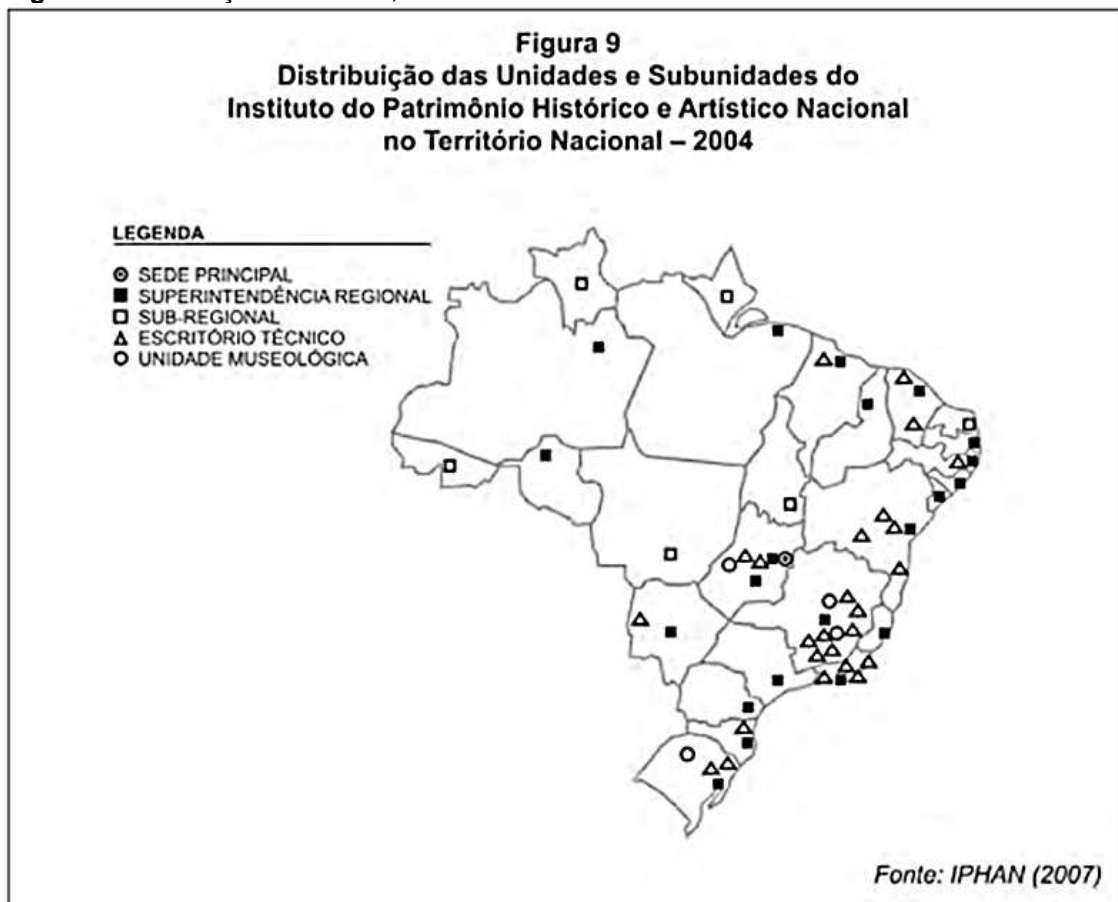 Figura 9
Distribuição das Unidades e Subunidades do
Instituto do Patrimônio Histórico e Artístico Nacional
no Território Nacional – 2004
LEGENDA
SEDE PRINCIPAL
SUPERINTENDÊNCIA REGIONAL
SUB-REGIONAL
ESCRITÓRIO TÉCNICO
UNIDADE MUSEOLÓGICA
Fonte: IPHAN (2007)